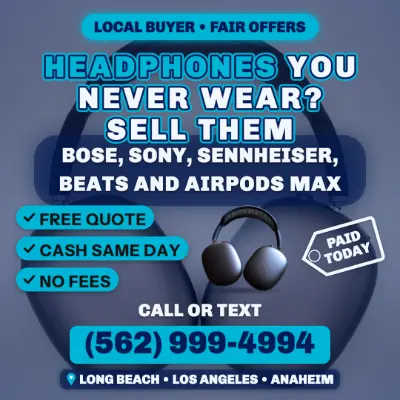 LOCAL BUYER • FAIR OFFERS
HEADPHONES YOU
NEVER WEAR?
SELL THEM
BOSE, SONY, SENNHEISER,
BEATS AND AIRPODS MAX
FREE QUOTE
CASH SAME DAY
NO FEES
PAID
TODAY
CALL OR TEXT
(562) 999-4994
LONG BEACH • LOS ANGELES • ANAHEIM